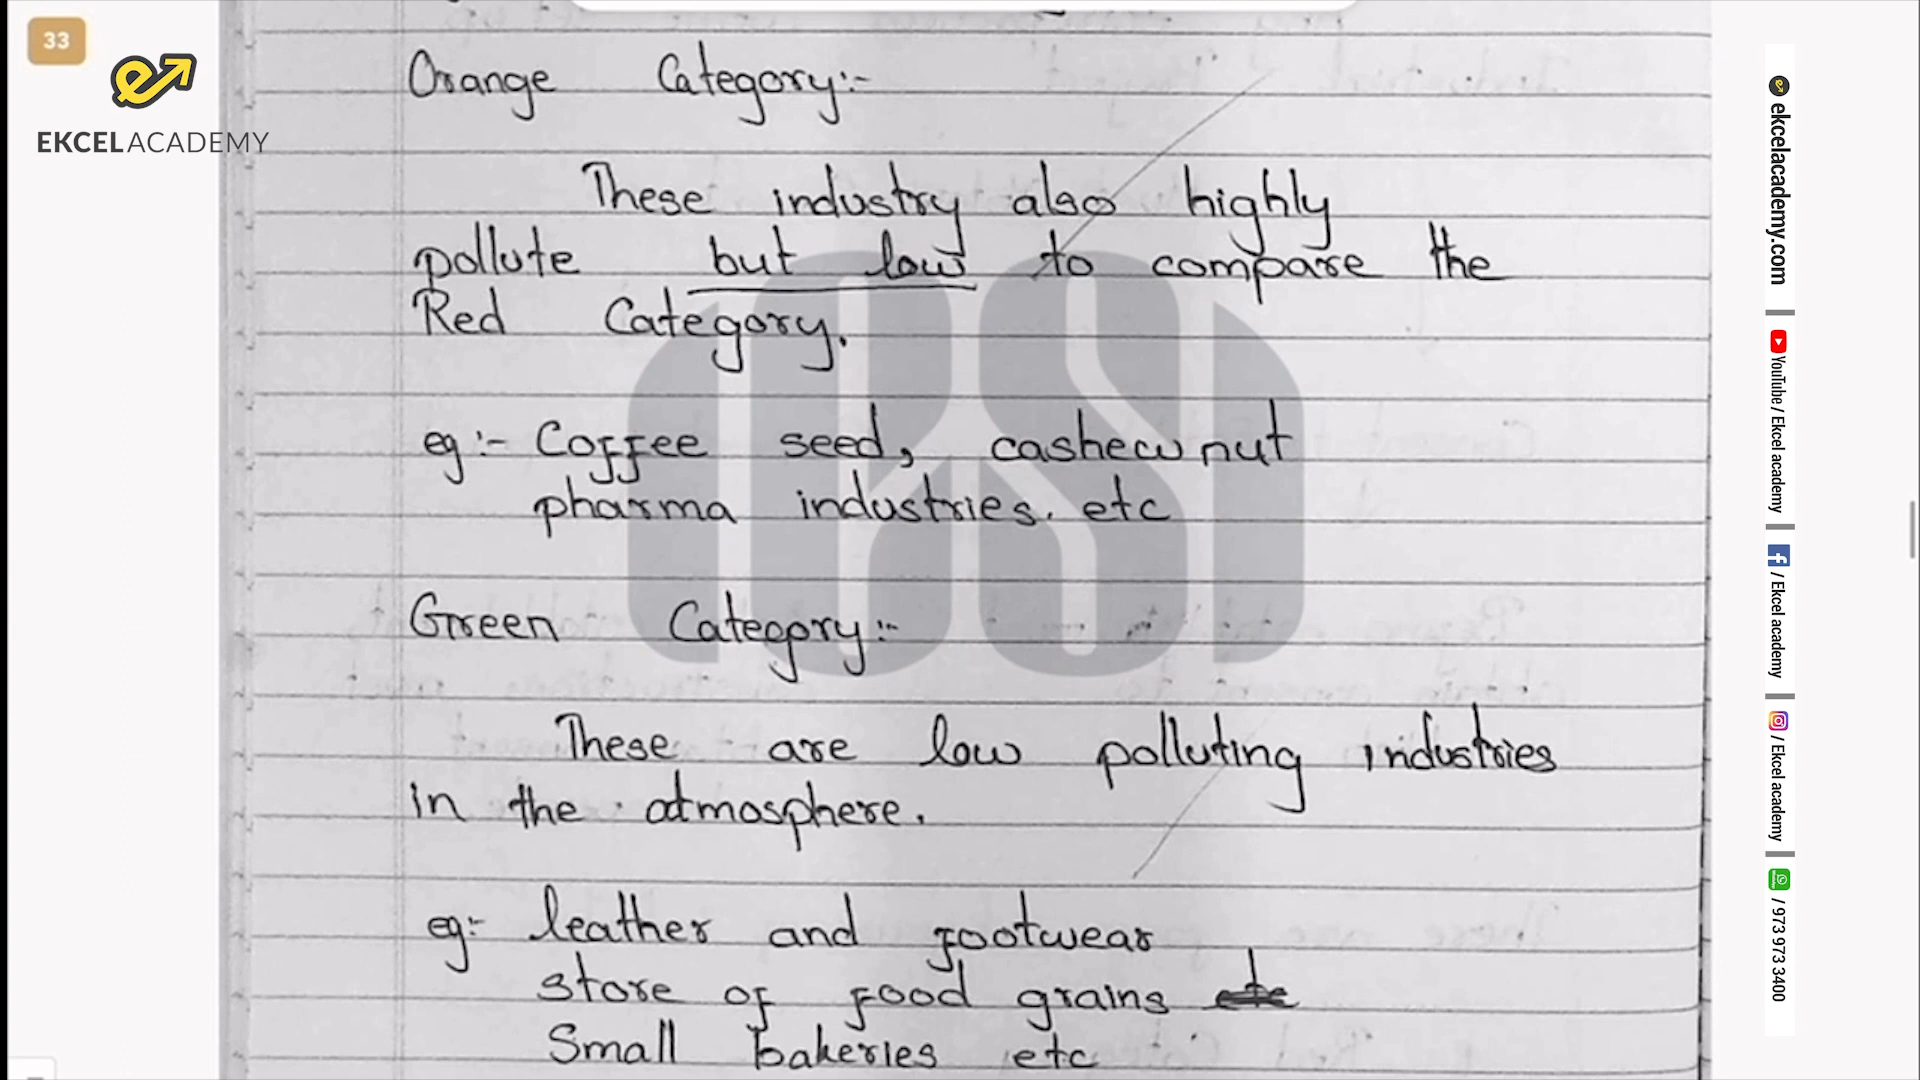 33
EKCELACADEMY
Orange Category:-
These industry also highly
pollute but low to compare the
Red Category.
eg:- Coffee seed, cashew nut
pharma industries. etc
Green Category:-
These are low polluting industries
in the atmosphere.
eg:- leather and footwear
store of food grains etc
Small bakeries etc
ekcelacademy.com
YouTube / Ekcel academy
/ Ekcel academy
/ Ekcel academy
/ 973 973 3400